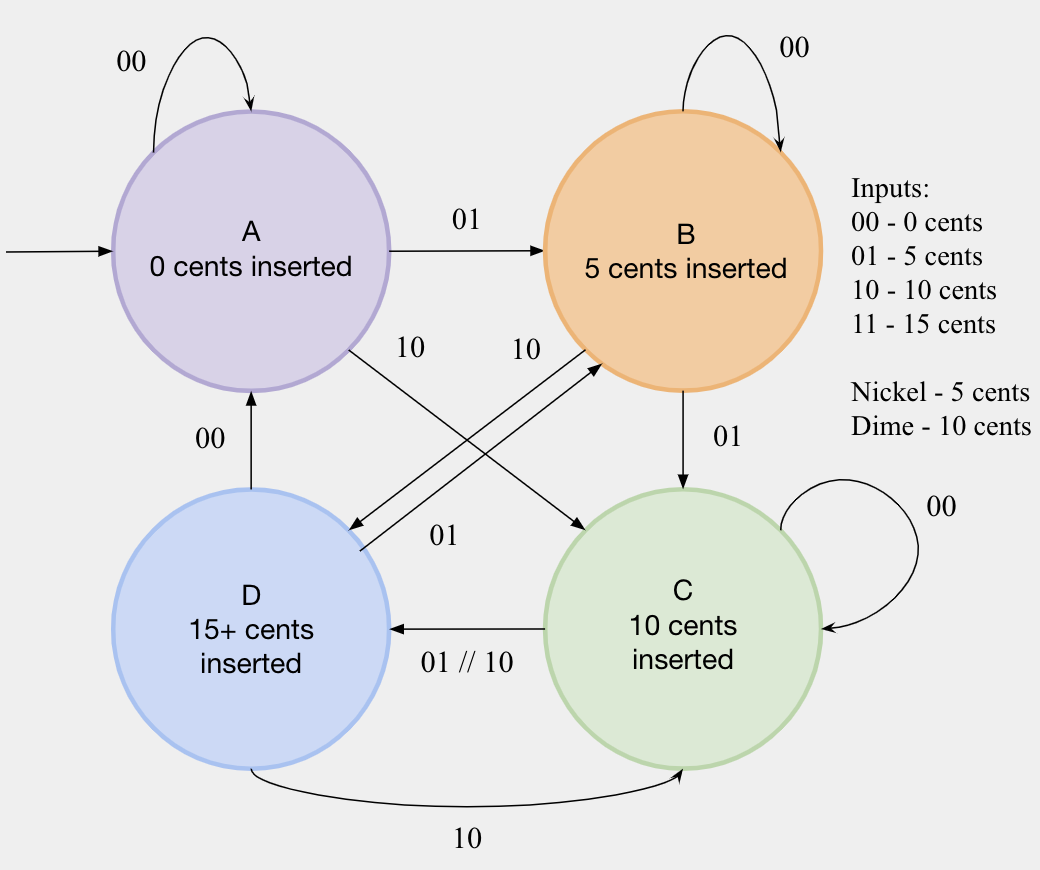 00
00
A
0 cents inserted
01
B
5 cents inserted
Inputs:
00 - 0 cents
01 - 5 cents
10 - 10 cents
11 - 15 cents
Nickel - 5 cents
Dime - 10 cents
10
10
00
01
01
00
D
15+ cents
inserted
01 // 10
C
10 cents
inserted
10